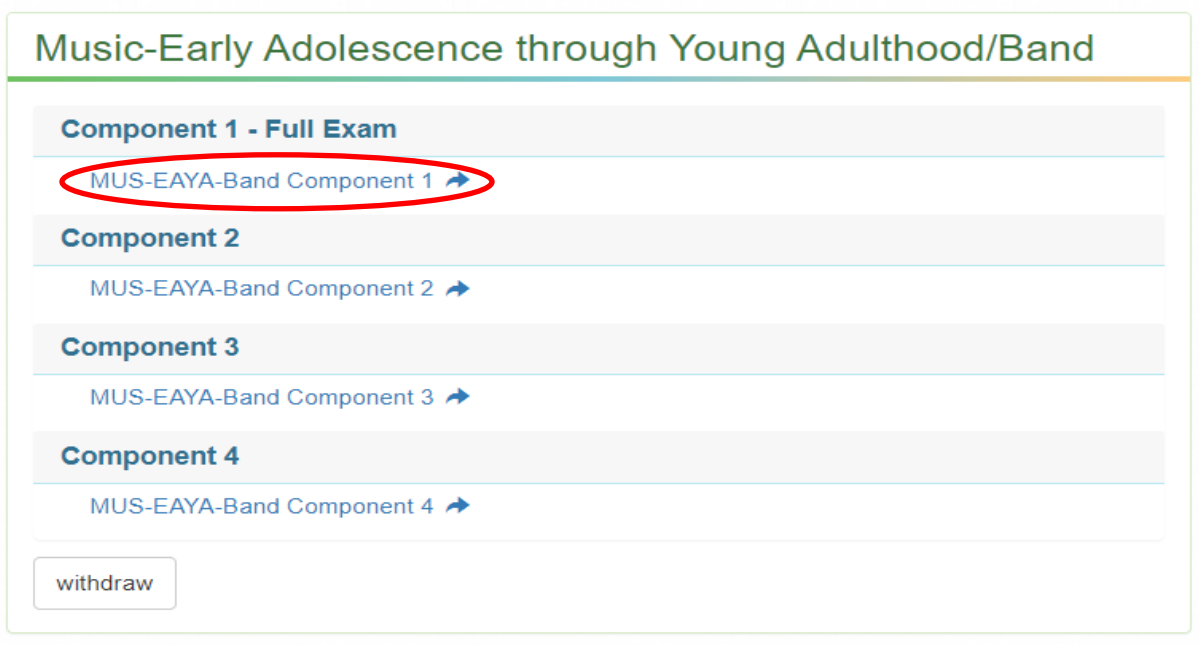 Music-Early Adolescence through Young Adulthood/Band
Component 1 - Full Exam
MUS-EAYA-Band Component 1
Component 2
MUS-EAYA-Band Component 2
Component 3
MUS-EAYA-Band Component 3
Component 4
MUS-EAYA-Band Component 4
withdraw